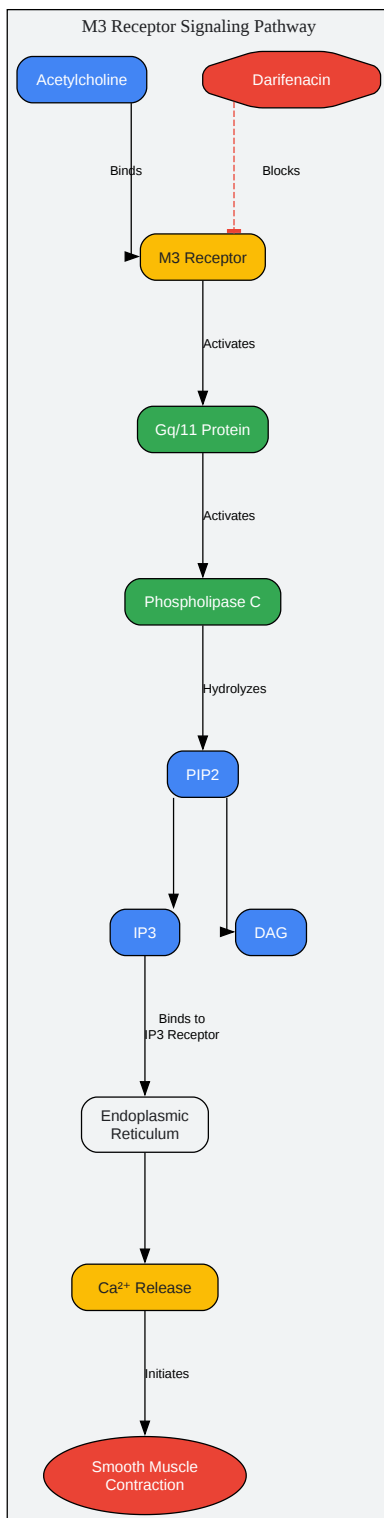 M3 Receptor Signaling Pathway
Acetylcholine
Darifenacin
Binds
Blocks
M3 Receptor
Activates
Gq/11 Protein
Activates
Phospholipase C
Hydrolyzes
PIP2
IP3
DAG
Binds to
IP3 Receptor
Endoplasmic
Reticulum
Ca²⁺ Release
Initiates
Smooth Muscle
Contraction